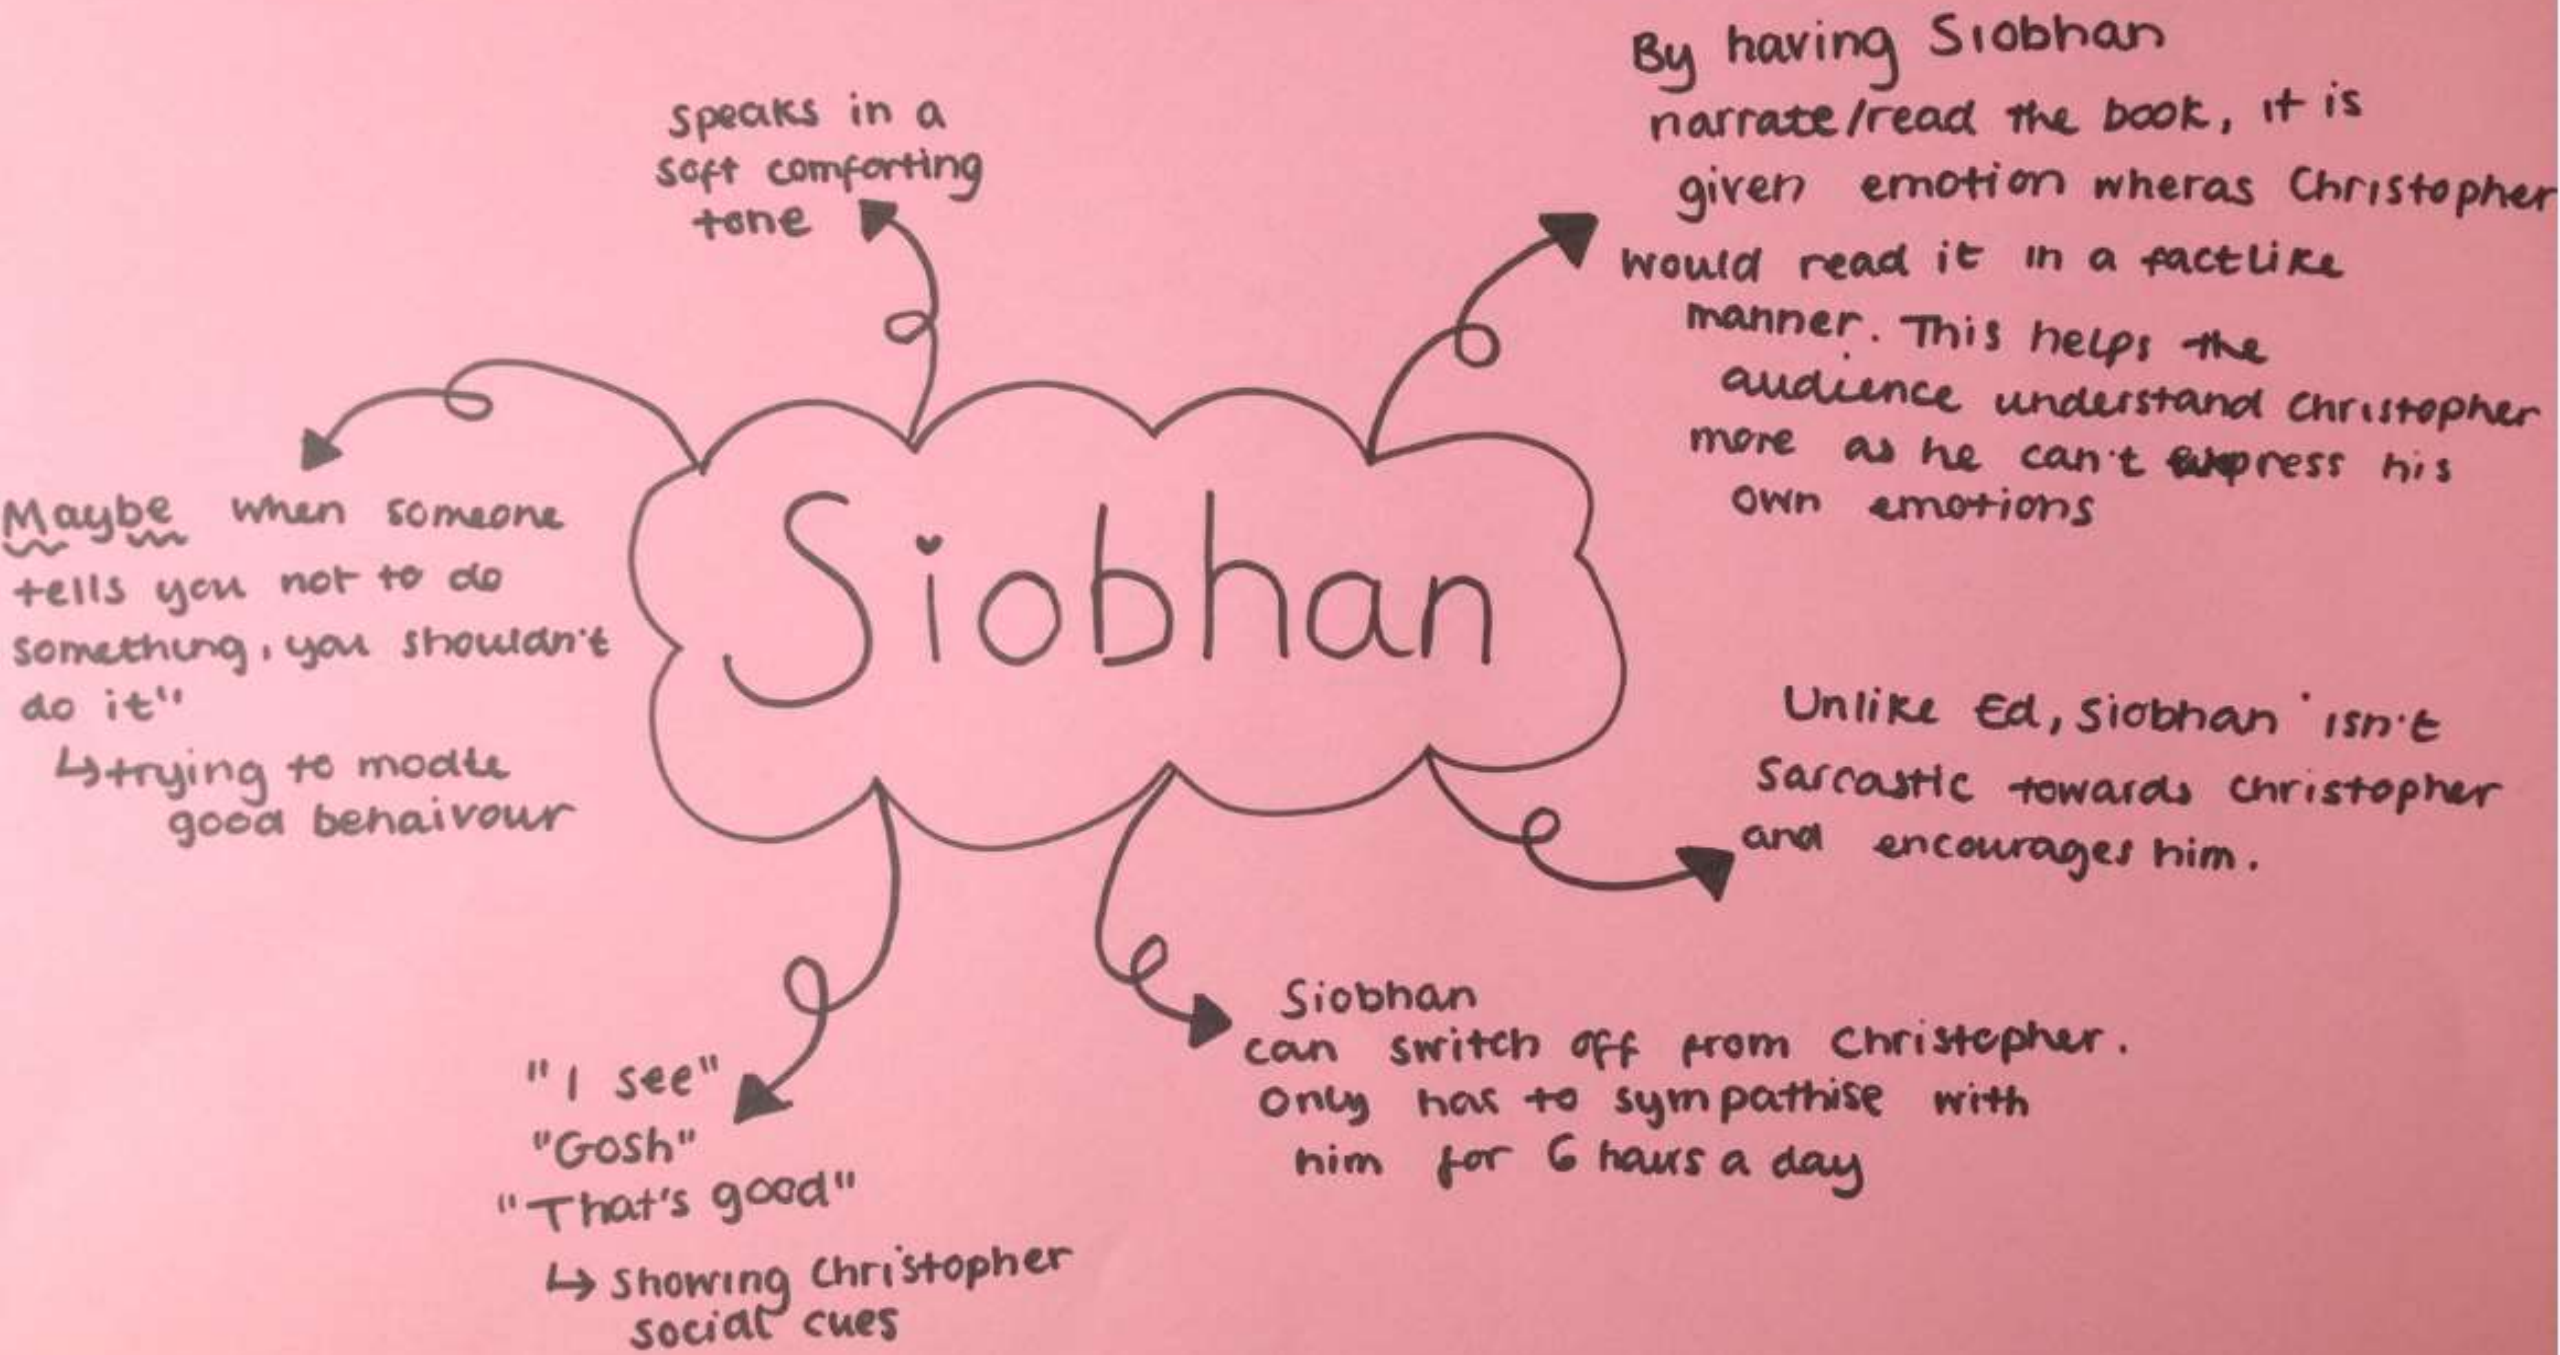 Siobhan
speaks in a
soft comforting
tone
By having Siobhan
narrate/read the book, it is
given emotion wheras Christopher
would read it in a factlike
manner. This helps the
audience understand Christopher
more as he can't express his
own emotions
Maybe when someone
tells you not to do
something, you shouldn't
do it"
↳ trying to modle
good behaivour
Unlike Ed, Siobhan isn't
sarcastic towards Christopher
and encourages him.
Siobhan
can switch off from Christopher.
Only has to sympathise with
him for 6 hours a day
"I see"
"Gosh"
"That's good"
↳ Showing Christopher
social cues